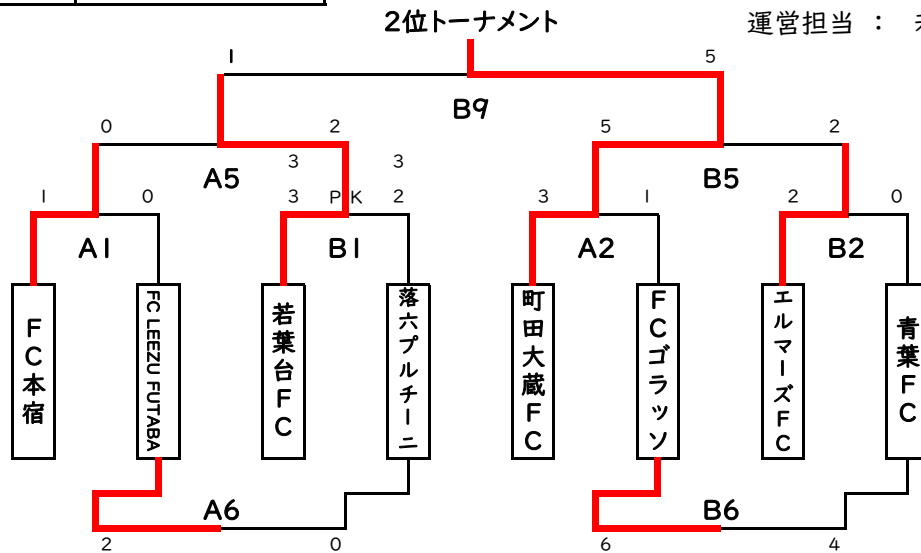 2位トーナメント
運営担当 :
1 5
B9
0 2 5 2
A5 3 3 B5
1 0 3 PK 2 3 1 2 0
A1 B1 A2 B2
FC本宿
FC LEEZU FUTABA
若葉台FC
落六プルチーニ
町田大蔵FC
FCゴラッソ
エルマーズFC
青葉FC
A6 B6
2 0 6 4